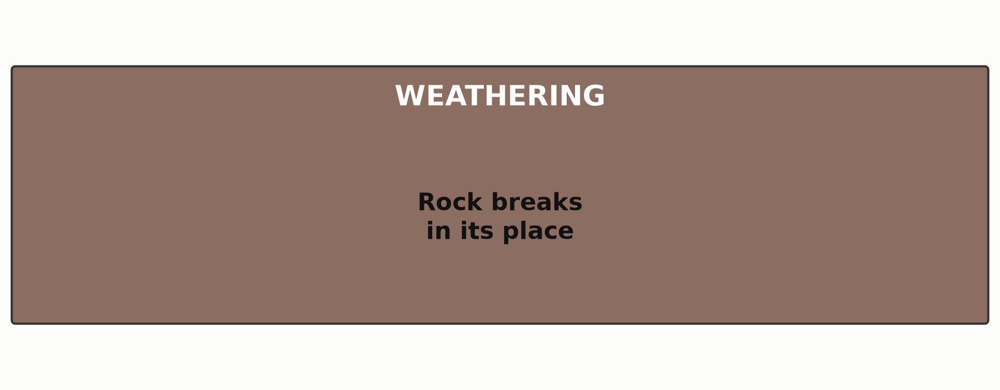 WEATHERING
Rock breaks
in its place